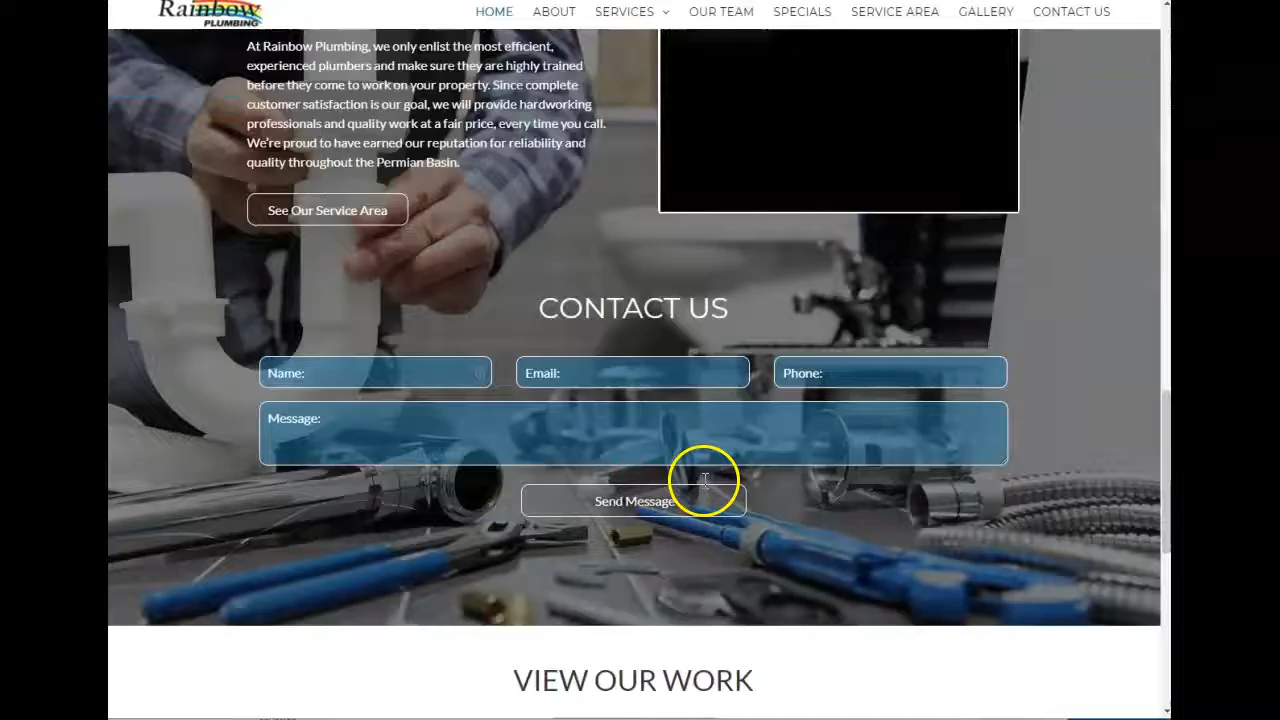 Rainbow
PLUMBING
HOME ABOUT SERVICES OUR TEAM SPECIALS SERVICE AREA GALLERY CONTACT US
At Rainbow Plumbing, we only enlist the most efficient,
experienced plumbers and make sure they are highly trained
before they come to work on your property. Since complete
customer satisfaction is our goal, we will provide hardworking
professionals and quality work at a fair price, every time you call.
We're proud to have earned our reputation for reliability and
quality throughout the Permian Basin.
See Our Service Area
CONTACT US
Name: Email: Phone:
Message:
Send Message
VIEW OUR WORK